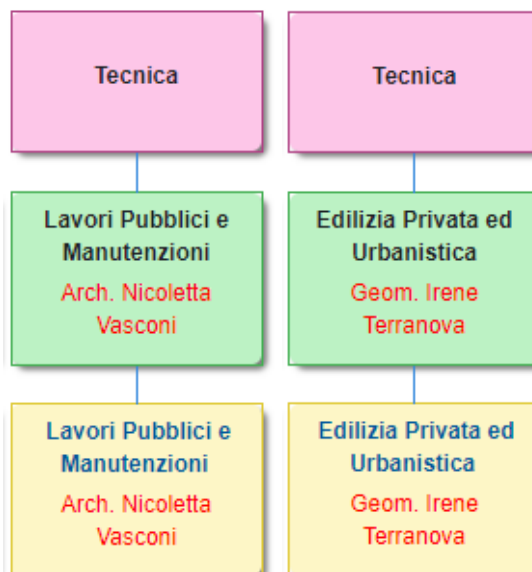 Tecnica
Lavori Pubblici e
Manutenzioni
Arch. Nicoletta
Vasconi
Lavori Pubblici e
Manutenzioni
Arch. Nicoletta
Vasconi
Tecnica
Edilizia Privata ed
Urbanistica
Geom. Irene
Terranova
Edilizia Privata ed
Urbanistica
Geom. Irene
Terranova